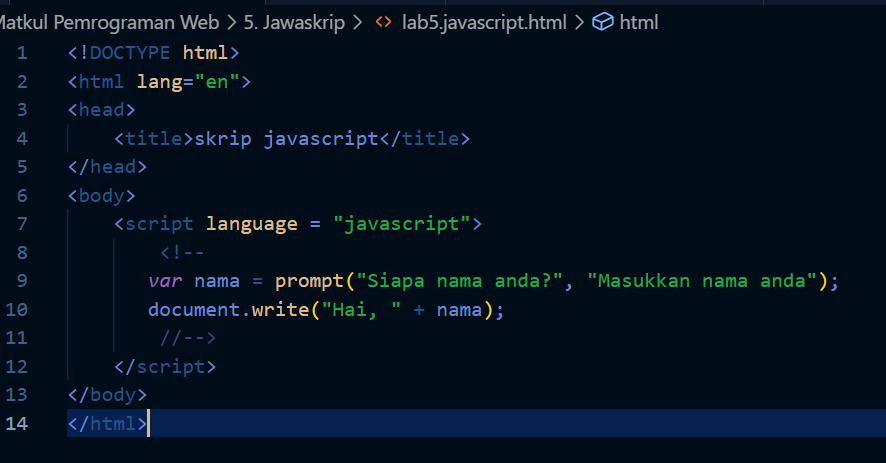 Matkul Pemrograman Web > 5. Jawaskrip > <> lab5.javascript.html > html
1 <!DOCTYPE html>
2 <html lang="en">
3 <head>
4     <title>skrip javascript</title>
5 </head>
6 <body>
7     <script language = "javascript">
8         <!--
9        var nama = prompt("Siapa nama anda?", "Masukkan nama anda");
10       document.write("Hai, " + nama);
11        //-->
12    </script>
13 </body>
14 </html>